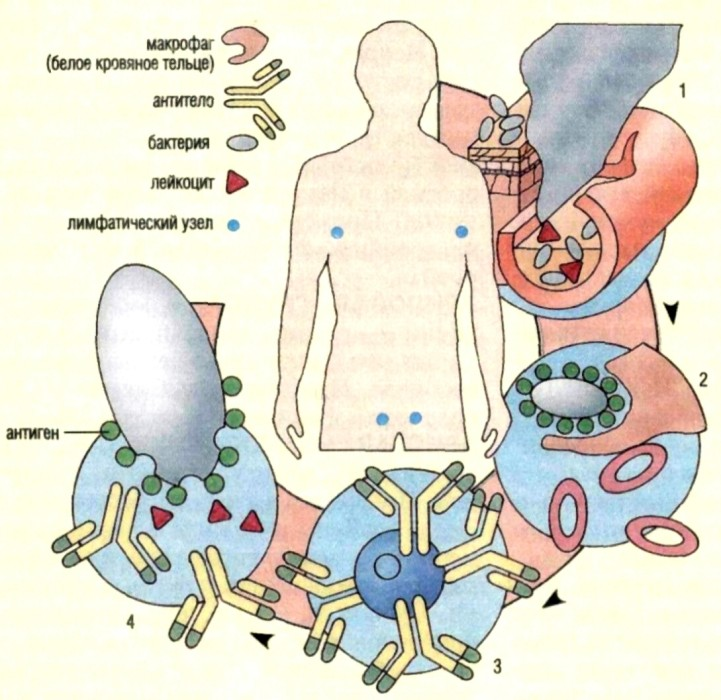 макрофаг
(белое кровяное тельце)
антитело
бактерия
лейкоцит
лимфатический узел
антиген
1
2
3
4